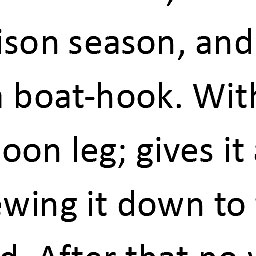 ison season, and
boat-hook. With
oon leg; gives it
ewing it down to
d. After that no